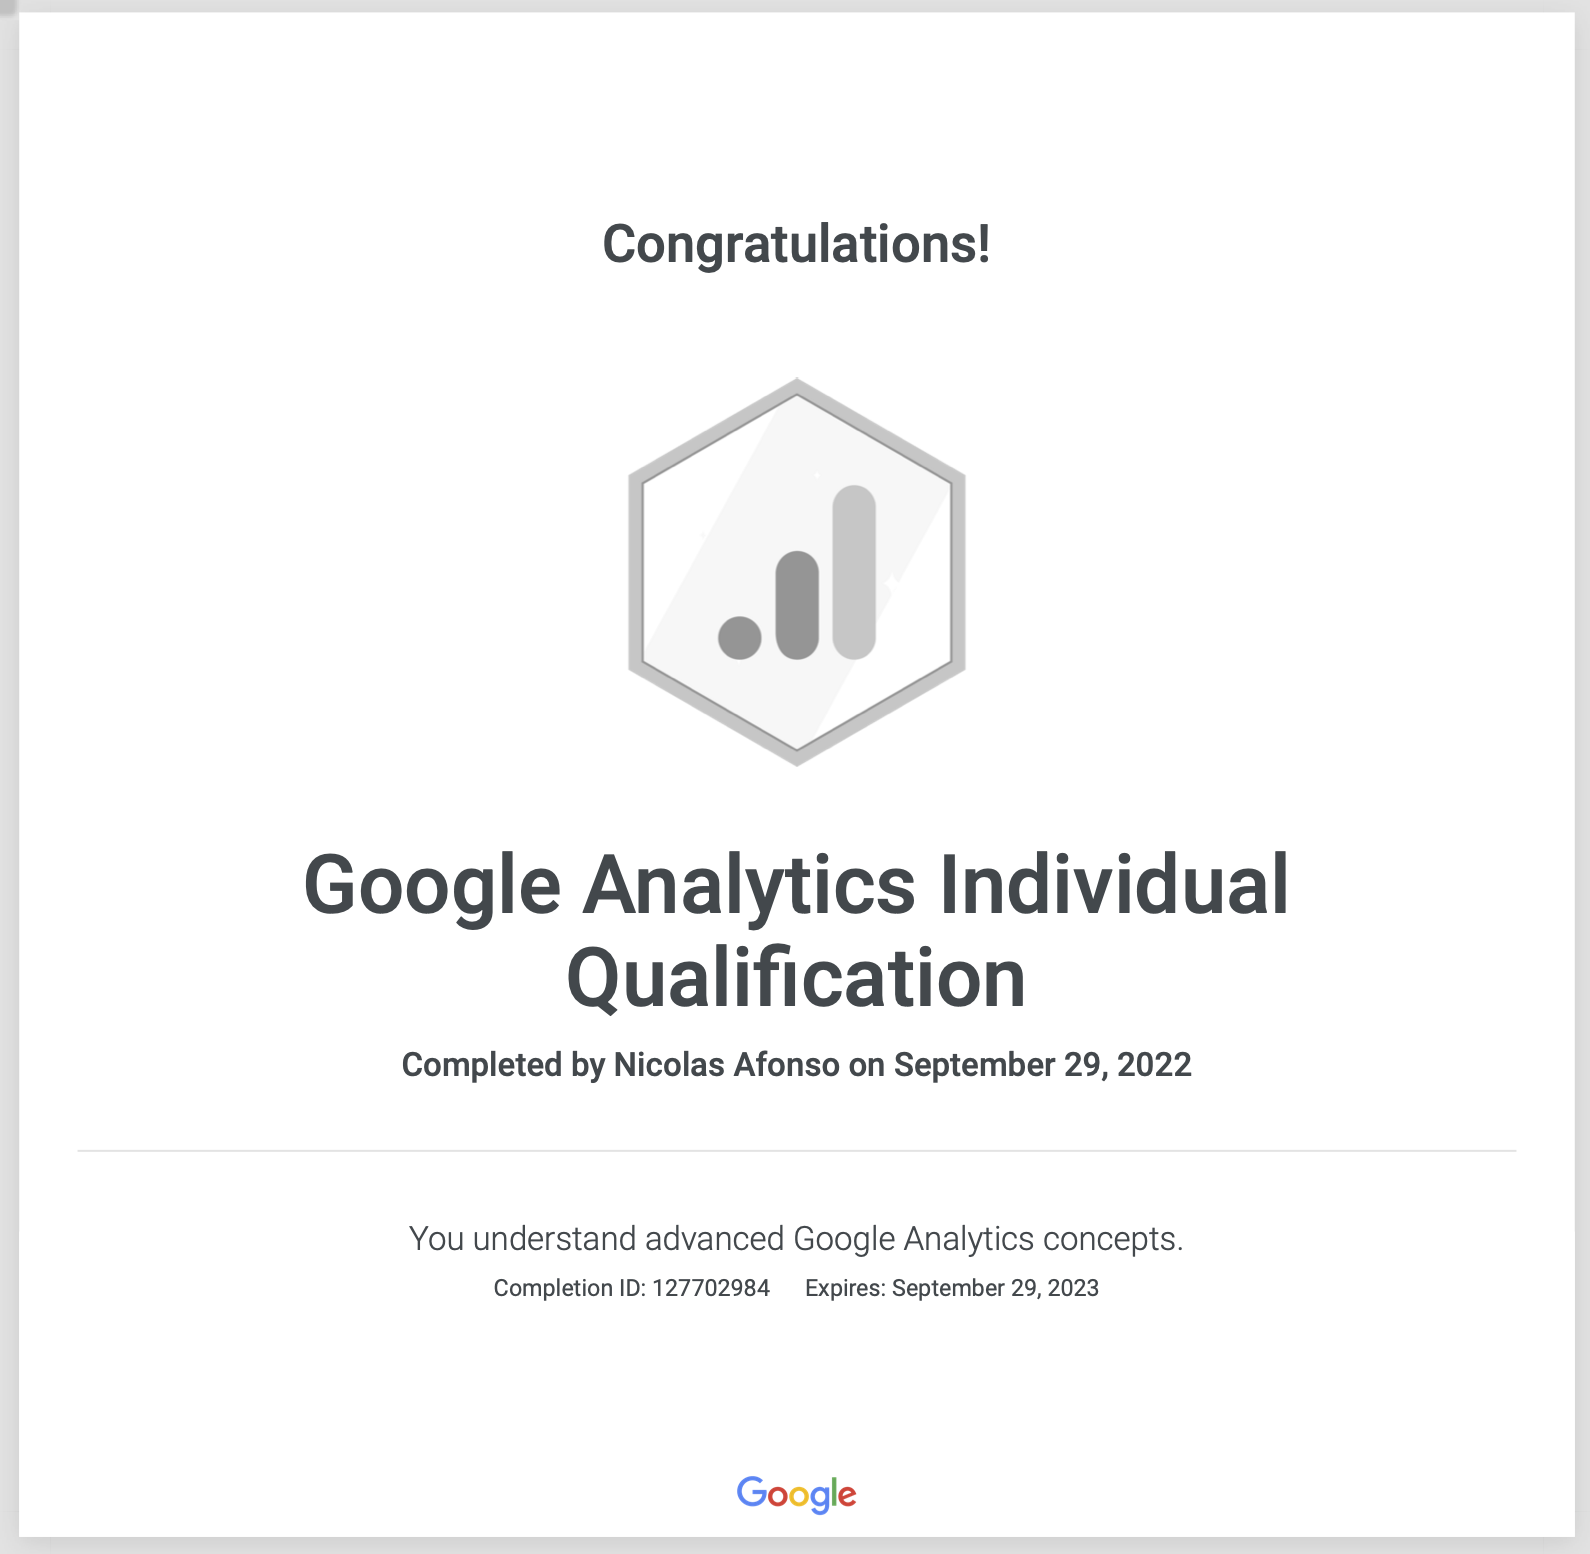 Congratulations!
Google Analytics Individual
Qualification
Completed by Nicolas Afonso on September 29, 2022
You understand advanced Google Analytics concepts.
Completion ID: 127702984 Expires: September 29, 2023
Google